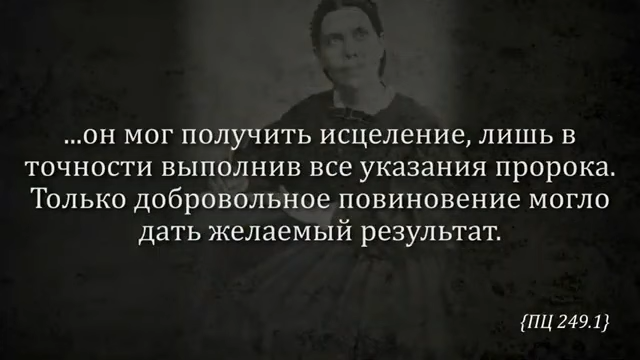 ...он мог получить исцеление, лишь в
точности выполнив все указания пророка.
Только добровольное повиновение могло
дать желаемый результат.
{ПЦ 249.1}